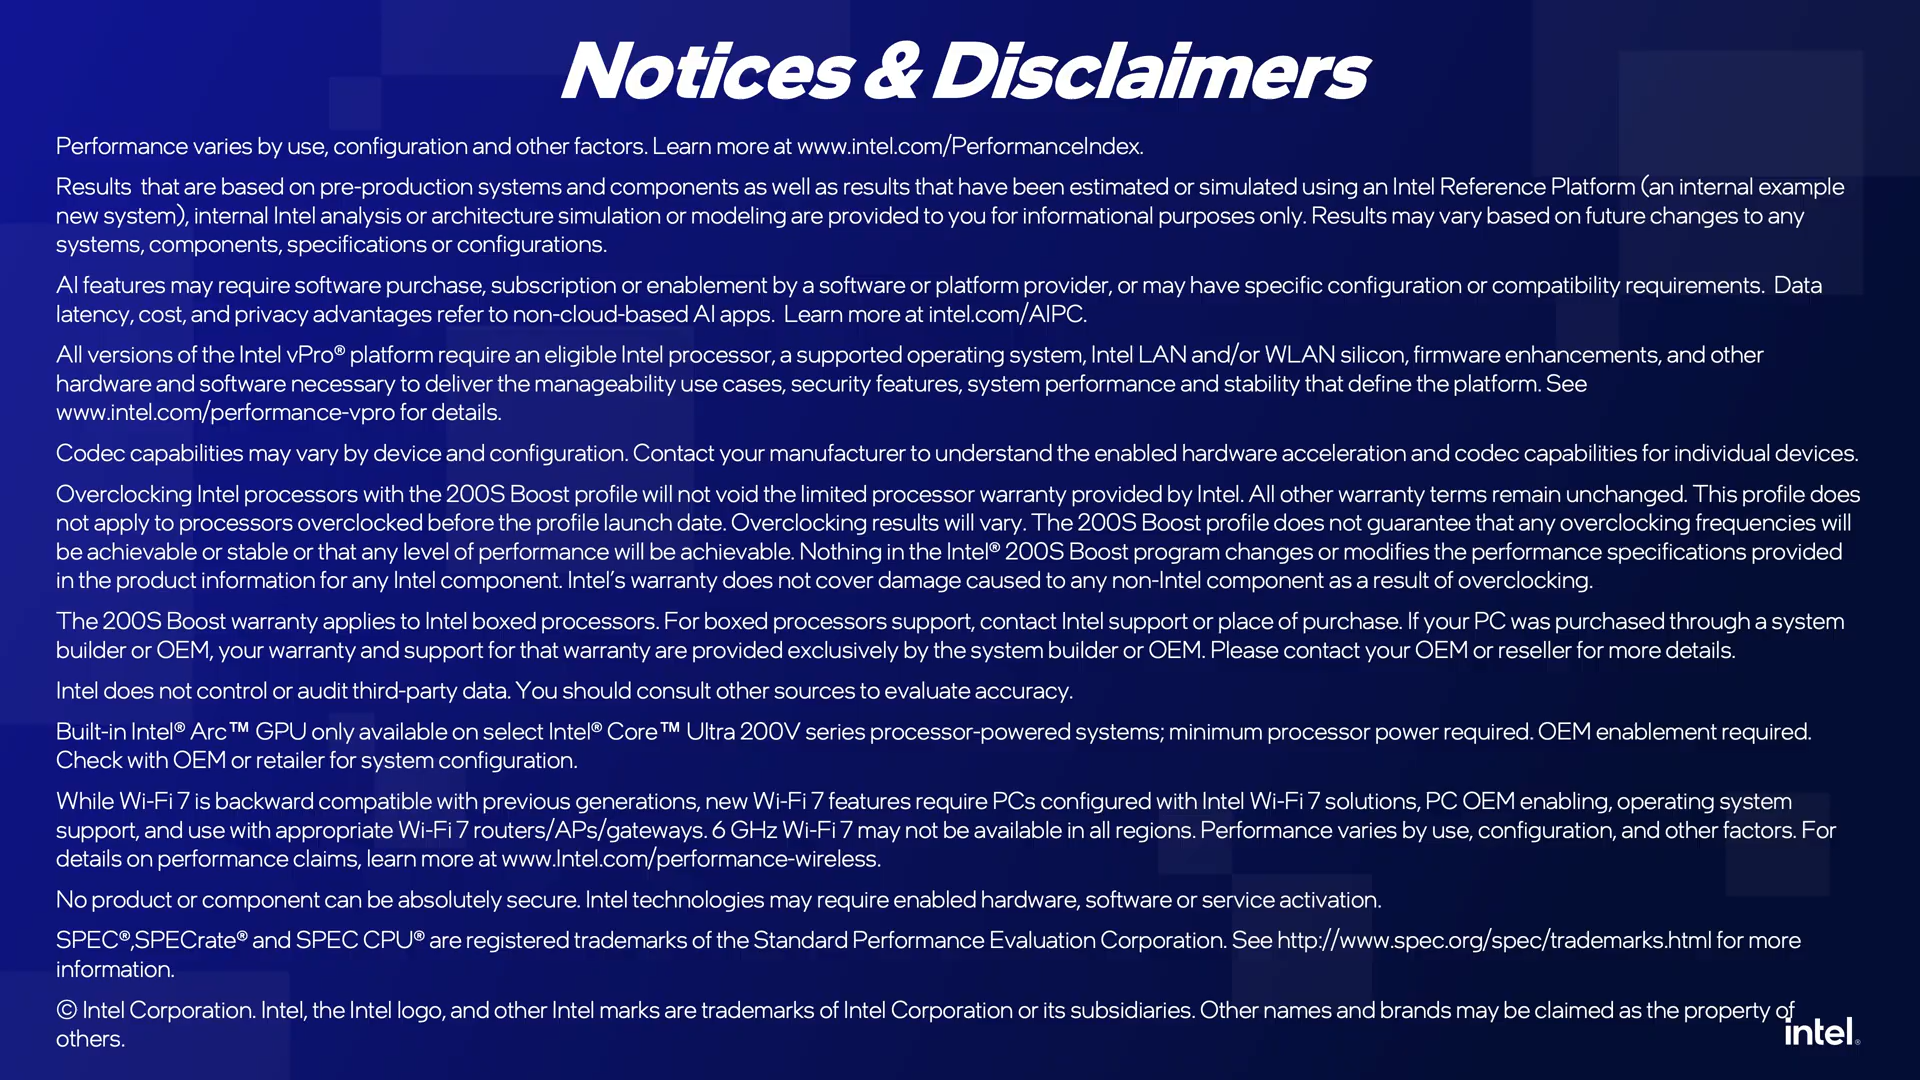 Notices & Disclaimers
Performance varies by use, configuration and other factors. Learn more at www.intel.com/PerformanceIndex.
Results that are based on pre-production systems and components as well as results that have been estimated or simulated using an Intel Reference Platform (an internal example
new system), internal Intel analysis or architecture simulation or modeling are provided to you for informational purposes only. Results may vary based on future changes to any
systems, components, specifications or configurations.
AI features may require software purchase, subscription or enablement by a software or platform provider, or may have specific configuration or compatibility requirements. Data
latency, cost, and privacy advantages refer to non-cloud-based AI apps. Learn more at intel.com/AIPC.
All versions of the Intel vPro® platform require an eligible Intel processor, a supported operating system, Intel LAN and/or WLAN silicon, firmware enhancements, and other
hardware and software necessary to deliver the manageability use cases, security features, system performance and stability that define the platform. See
www.intel.com/performance-vpro for details.
Codec capabilities may vary by device and configuration. Contact your manufacturer to understand the enabled hardware acceleration and codec capabilities for individual devices.
Overclocking Intel processors with the 200S Boost profile will not void the limited processor warranty provided by Intel. All other warranty terms remain unchanged. This profile does
not apply to processors overclocked before the profile launch date. Overclocking results will vary. The 200S Boost profile does not guarantee that any overclocking frequencies will
be achievable or stable or that any level of performance will be achievable. Nothing in the Intel® 200S Boost program changes or modifies the performance specifications provided
in the product information for any Intel component. Intel's warranty does not cover damage caused to any non-Intel component as a result of overclocking.
The 200S Boost warranty applies to Intel boxed processors. For boxed processors support, contact Intel support or place of purchase. If your PC was purchased through a system
builder or OEM, your warranty and support for that warranty are provided exclusively by the system builder or OEM. Please contact your OEM or reseller for more details.
Intel does not control or audit third-party data. You should consult other sources to evaluate accuracy.
Built-in Intel® Arc™ GPU only available on select Intel® Core™ Ultra 200V series processor-powered systems; minimum processor power required. OEM enablement required.
Check with OEM or retailer for system configuration.
While Wi-Fi 7 is backward compatible with previous generations, new Wi-Fi 7 features require PCs configured with Intel Wi-Fi 7 solutions, PC OEM enabling, operating system
support, and use with appropriate Wi-Fi 7 routers/APs/gateways. 6 GHz Wi-Fi 7 may not be available in all regions. Performance varies by use, configuration, and other factors. For
details on performance claims, learn more at www.Intel.com/performance-wireless.
No product or component can be absolutely secure. Intel technologies may require enabled hardware, software or service activation.
SPEC®,SPECrate® and SPEC CPU® are registered trademarks of the Standard Performance Evaluation Corporation. See http://www.spec.org/spec/trademarks.html for more
information.
© Intel Corporation. Intel, the Intel logo, and other Intel marks are trademarks of Intel Corporation or its subsidiaries. Other names and brands may be claimed as the property of
others.
intel®